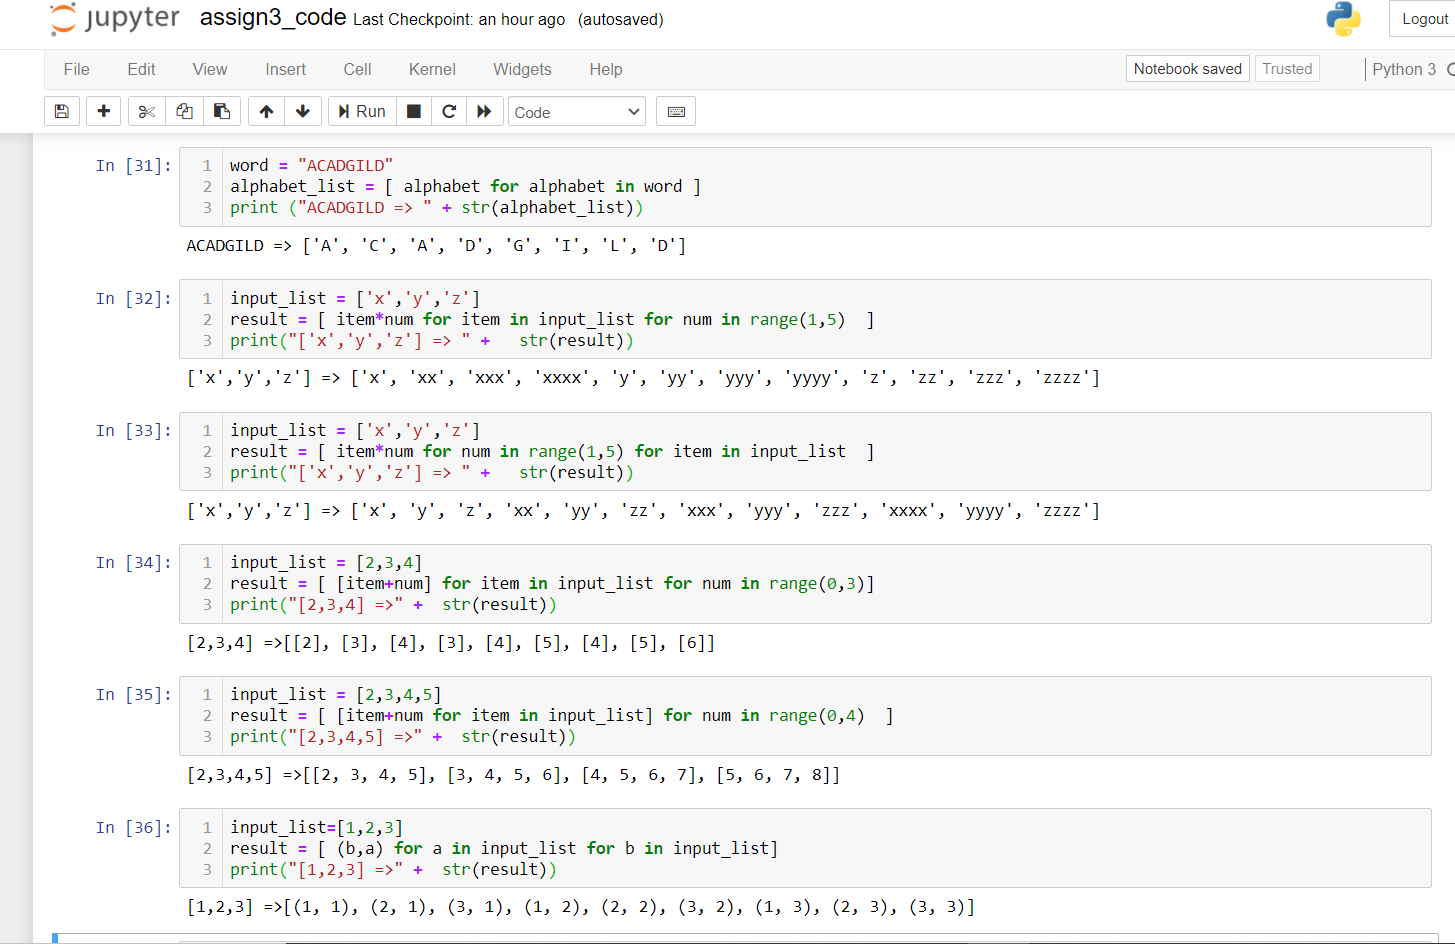 jupyter assign3_code Last Checkpoint: an hour ago (autosaved) Logout
File Edit View Insert Cell Kernel Widgets Help Notebook saved Trusted Python 3
Run Code
In [31]: 1 word = "ACADGILD"
2 alphabet_list = [ alphabet for alphabet in word ]
3 print ("ACADGILD => " + str(alphabet_list))
ACADGILD => ['A', 'C', 'A', 'D', 'G', 'I', 'L', 'D']
In [32]: 1 input_list = ['x','y','z']
2 result = [ item*num for item in input_list for num in range(1,5)  ]
3 print("['x','y','z'] => " +   str(result))
['x','y','z'] => ['x', 'xx', 'xxx', 'xxxx', 'y', 'yy', 'yyy', 'yyyy', 'z', 'zz', 'zzz', 'zzzz']
In [33]: 1 input_list = ['x','y','z']
2 result = [ item*num for num in range(1,5) for item in input_list  ]
3 print("['x','y','z'] => " +   str(result))
['x','y','z'] => ['x', 'y', 'z', 'xx', 'yy', 'zz', 'xxx', 'yyy', 'zzz', 'xxxx', 'yyyy', 'zzzz']
In [34]: 1 input_list = [2,3,4]
2 result = [ [item+num] for item in input_list for num in range(0,3)]
3 print("[2,3,4] =>" +  str(result))
[2,3,4] =>[[2], [3], [4], [3], [4], [5], [4], [5], [6]]
In [35]: 1 input_list = [2,3,4,5]
2 result = [ [item+num for item in input_list] for num in range(0,4)  ]
3 print("[2,3,4,5] =>" +  str(result))
[2,3,4,5] =>[[2, 3, 4, 5], [3, 4, 5, 6], [4, 5, 6, 7], [5, 6, 7, 8]]
In [36]: 1 input_list=[1,2,3]
2 result = [ (b,a) for a in input_list for b in input_list]
3 print("[1,2,3] =>" +  str(result))
[1,2,3] =>[(1, 1), (2, 1), (3, 1), (1, 2), (2, 2), (3, 2), (1, 3), (2, 3), (3, 3)]